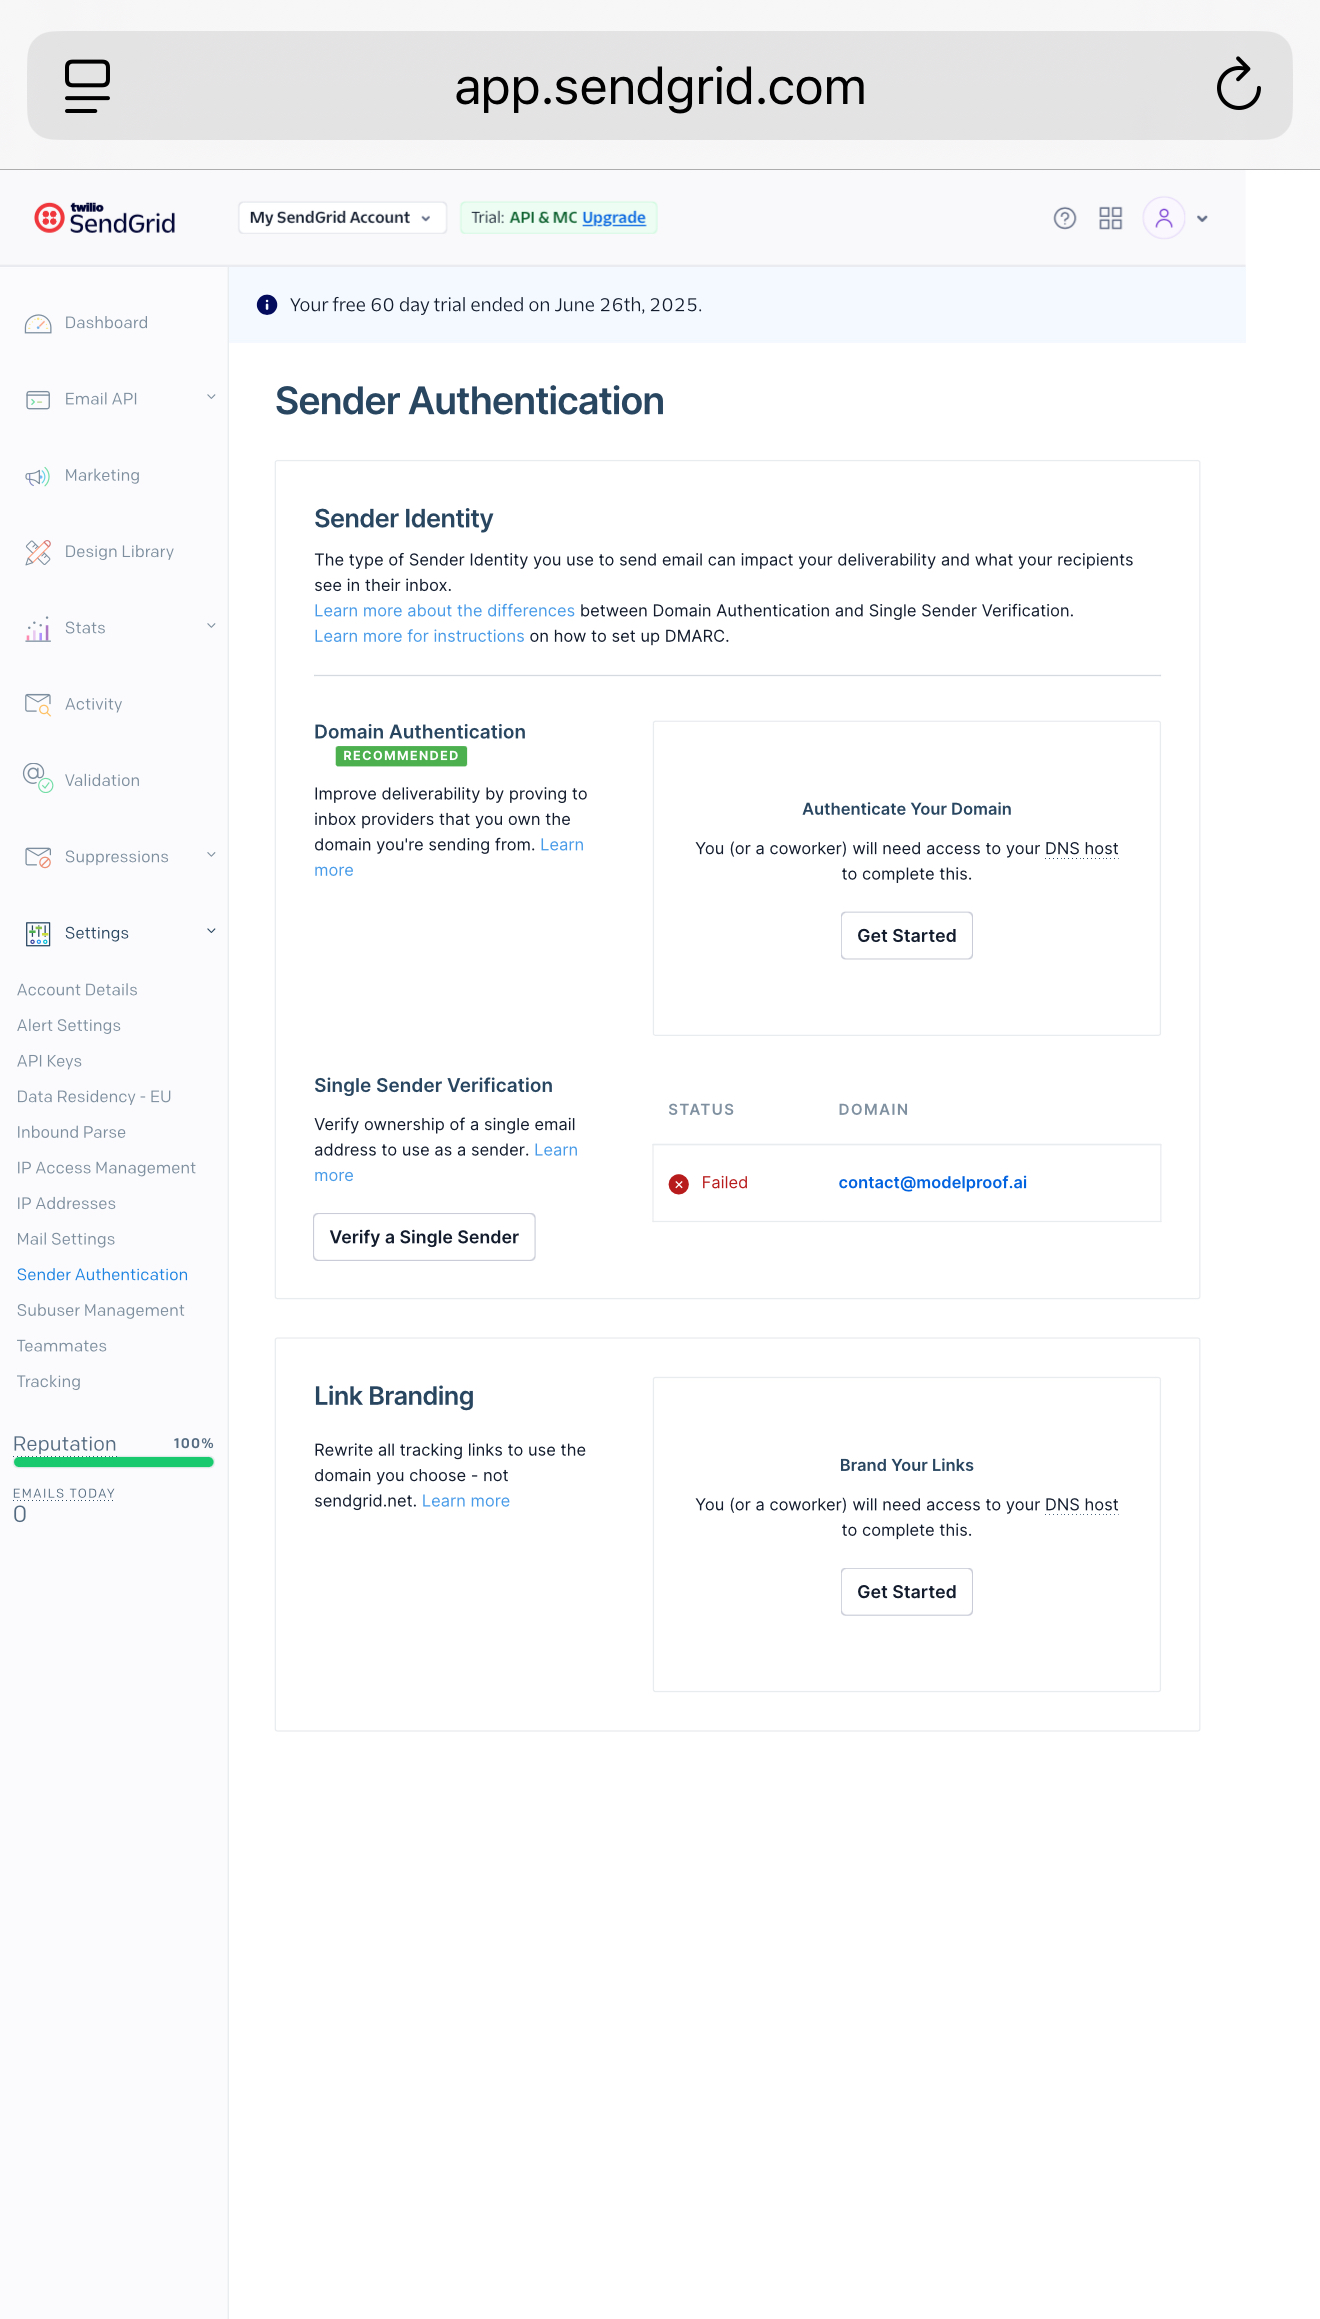 app.sendgrid.com
twilio
SendGrid
My SendGrid Account
Trial: API & MC Upgrade
Your free 60 day trial ended on June 26th, 2025.
Dashboard
Email API
Marketing
Design Library
Stats
Activity
Validation
Suppressions
Settings
Account Details
Alert Settings
API Keys
Data Residency - EU
Inbound Parse
IP Access Management
IP Addresses
Mail Settings
Sender Authentication
Subuser Management
Teammates
Tracking
Reputation 100%
EMAILS TODAY
0
Sender Authentication
Sender Identity
The type of Sender Identity you use to send email can impact your deliverability and what your recipients
see in their inbox.
Learn more about the differences between Domain Authentication and Single Sender Verification.
Learn more for instructions on how to set up DMARC.
Domain Authentication
RECOMMENDED
Improve deliverability by proving to
inbox providers that you own the
domain you're sending from. Learn
more
Authenticate Your Domain
You (or a coworker) will need access to your DNS host
to complete this.
Get Started
Single Sender Verification
Verify ownership of a single email
address to use as a sender. Learn
more
Verify a Single Sender
STATUS DOMAIN
Failed contact@modelproof.ai
Link Branding
Rewrite all tracking links to use the
domain you choose - not
sendgrid.net. Learn more
Brand Your Links
You (or a coworker) will need access to your DNS host
to complete this.
Get Started